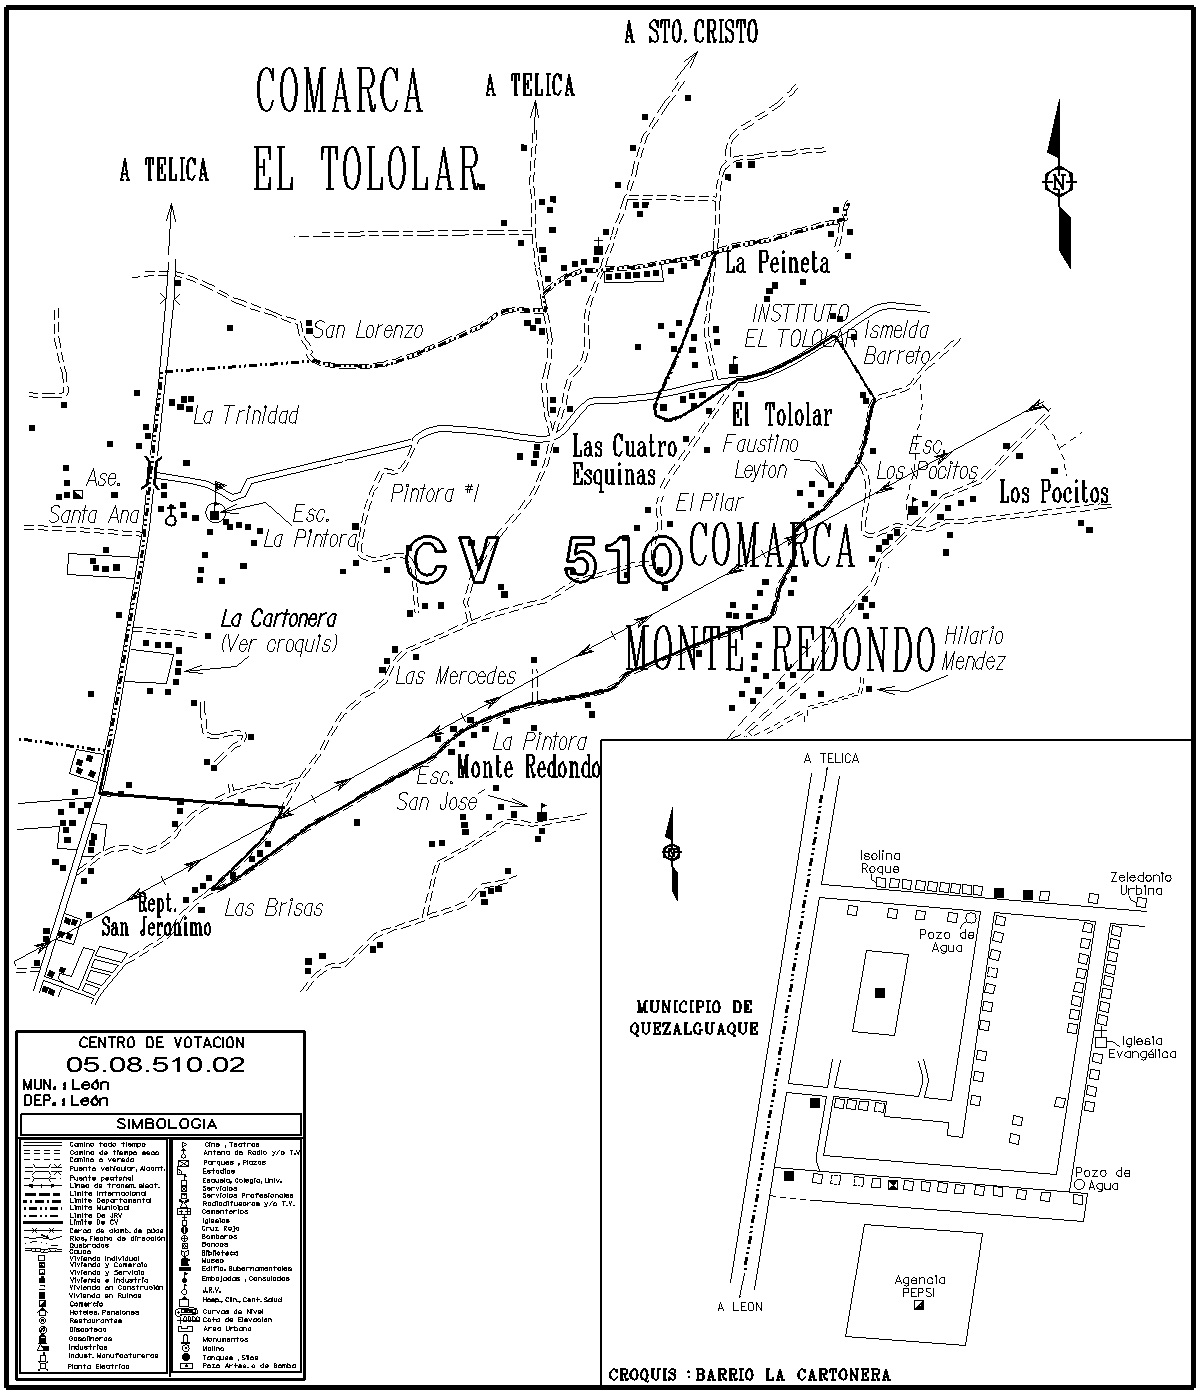 A STO. CRISTO
COMARCA
A TELICA
EL TOLOLAR
A TELICA
N
La Peineta
INSTITUTO
EL TOLOLAR
Ismelda
Barreto
San Lorenzo
La Trinidad
El Tololar
Las Cuatro
Esquinas
Faustino
Leyton
Esc.
Los Pocitos
Los Pocitos
Ase.
Santa Ana
Pintora #1
El Pilar
Esc.
La Pintora
CV 510
COMARCA
MONTE REDONDO
La Cartonera
(Ver croquis)
Hilario
Mendez
Las Mercedes
La Pintora
Monte Redondo
Esc.
San Jose
Rept.
San Jeronimo
Las Brisas
A TELICA
Isolina
Roque
Zeledonio
Urbina
Pozo de
Agua
MUNICIPIO DE
QUEZALGUAQUE
Iglesia
Evangélica
Pozo de
Agua
Agencia
PEPSI
A LEON
CROQUIS : BARRIO LA CARTONERA
CENTRO DE VOTACION
05.08.510.02
MUN. : León
DEP. : León
SIMBOLOGIA
Camino todo tiempo
Camino de tiempo seco
Camino o vereda
Puente vehicular, Alcant.
Puente peatonal
Linea de transm. elect.
Limite Internacional
Limite Departamental
Limite Municipal
Limite De JRV
Limite De CV
Cerca de alamb. de púas
Rios, Flecha de dirección
Quebradas
Cauce
Vivienda Individual
Vivienda y Comercio
Vivienda y Servicio
Vivienda e Industria
Vivienda en Construción
Vivienda en Ruinas
Comercio
Hoteles, Pensiones
Restaurantes
Discoteca
Gasolineras
Industrias
Indust. Manufactureras
Planta Electrica
Cine , Teatros
Antena de Radio y/o T.V
Parques , Plazas
Estadios
Escuela, Colegio, Univ.
Servicios
Servicios Profesionales
Radiodifusoras y/o T.V.
Cementerios
Iglesias
Cruz Roja
Bomberos
Bancos
Biblioteca
Museo
Edific. Gubernamentales
Embajadas , Consulados
J.R.V.
Hosp., Clin., Cent. Salud
Curvas de Nivel
Cota de Elevación
Area Urbana
Monumentos
Molino
Tanques , Silos
Pozo Artes. o de Bomba